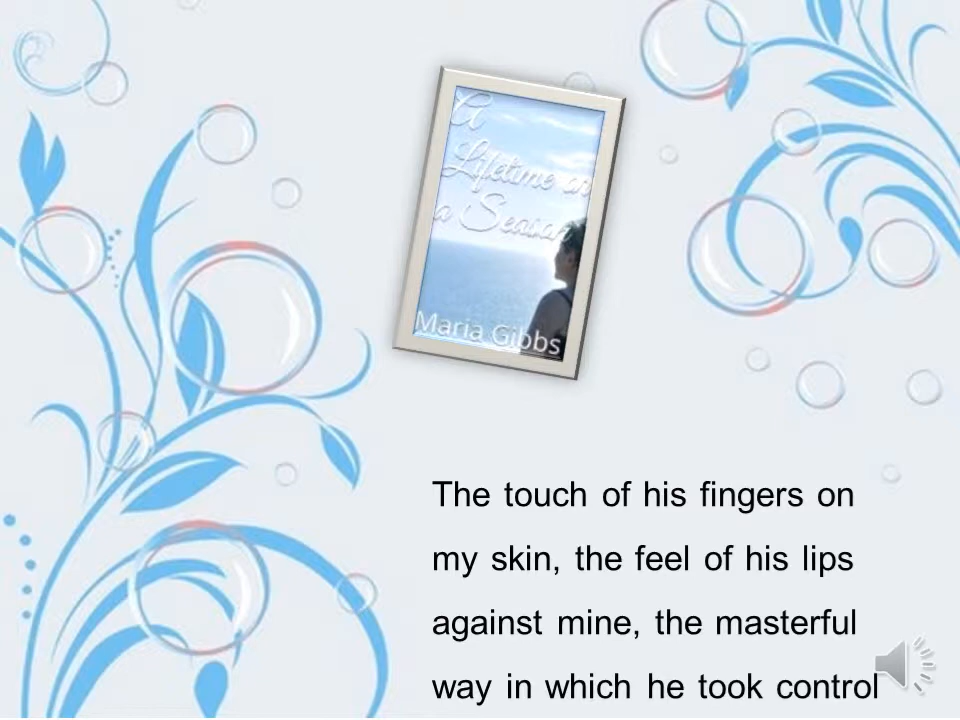 A
Lifetime in
a Season
Maria Gibbs
The touch of his fingers on
my skin, the feel of his lips
against mine, the masterful
way in which he took control